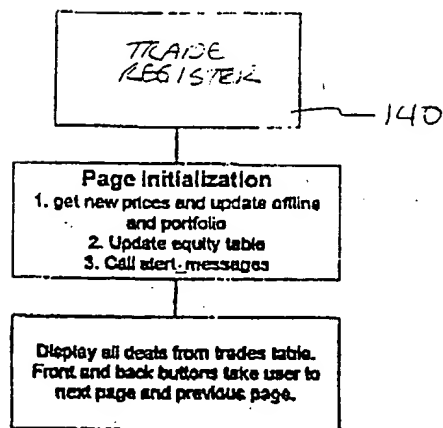 TRADE
REGISTER
140
Page Initialization
1. get new prices and update offline
and portfolio
2. Update equity table
3. Call alert_messages
Display all deals from trades table.
Front and back buttons take user to
next page and previous page.